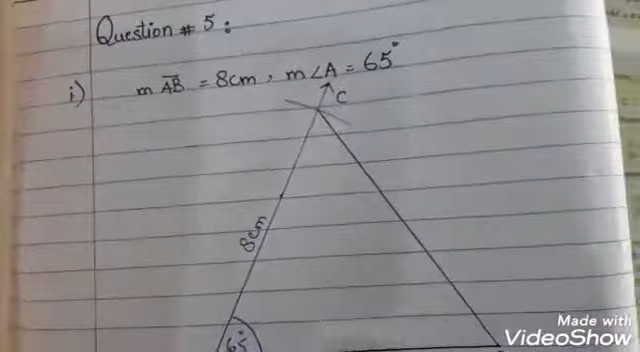 Question # 5 :
i) m AB = 8cm, m∠A = 65°
C
8cm
65°
Made with
VideoShow